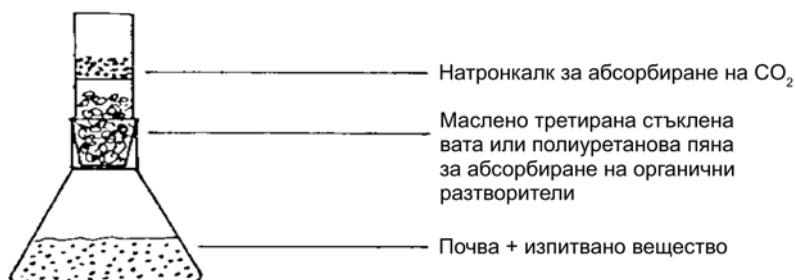 Натронкалк за абсорбиране на CO₂
Маслено третирана стъклена
вата или полиуретанова пяна
за абсорбиране на органични
разтворители
Почва + изпитвано вещество